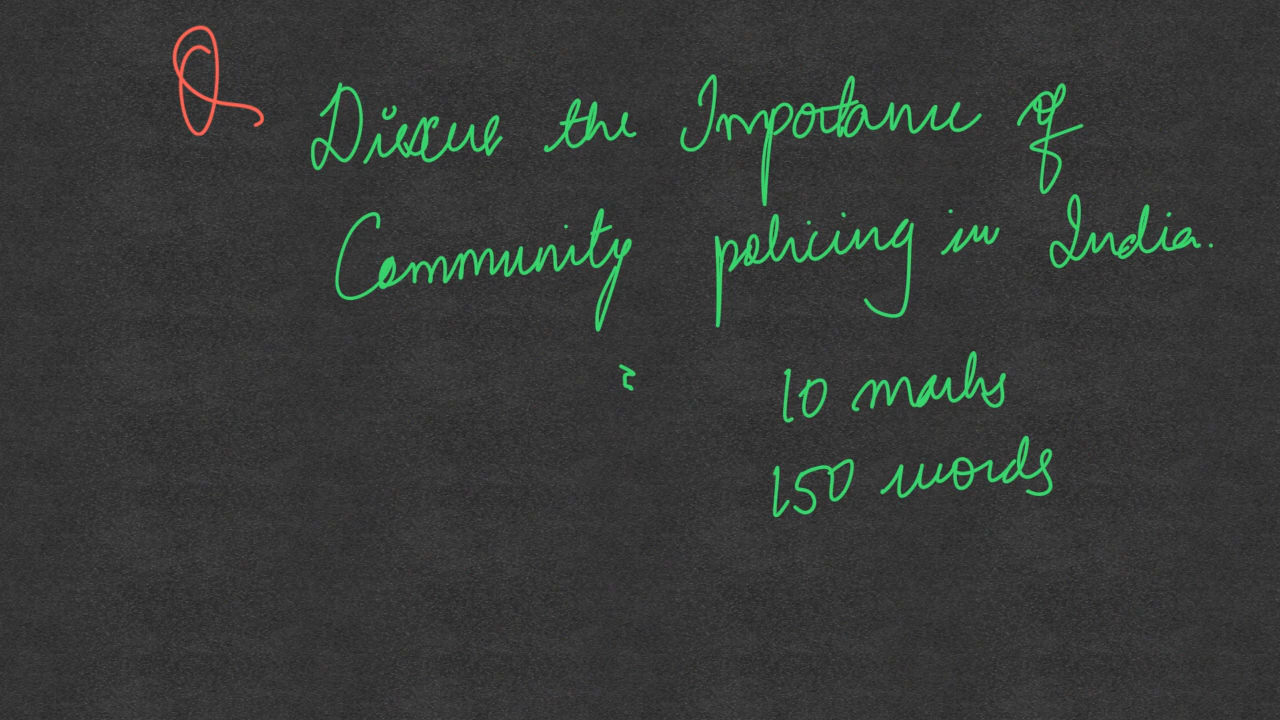 Q Discuss the Importance of
Community policing in India.
10 marks
150 words